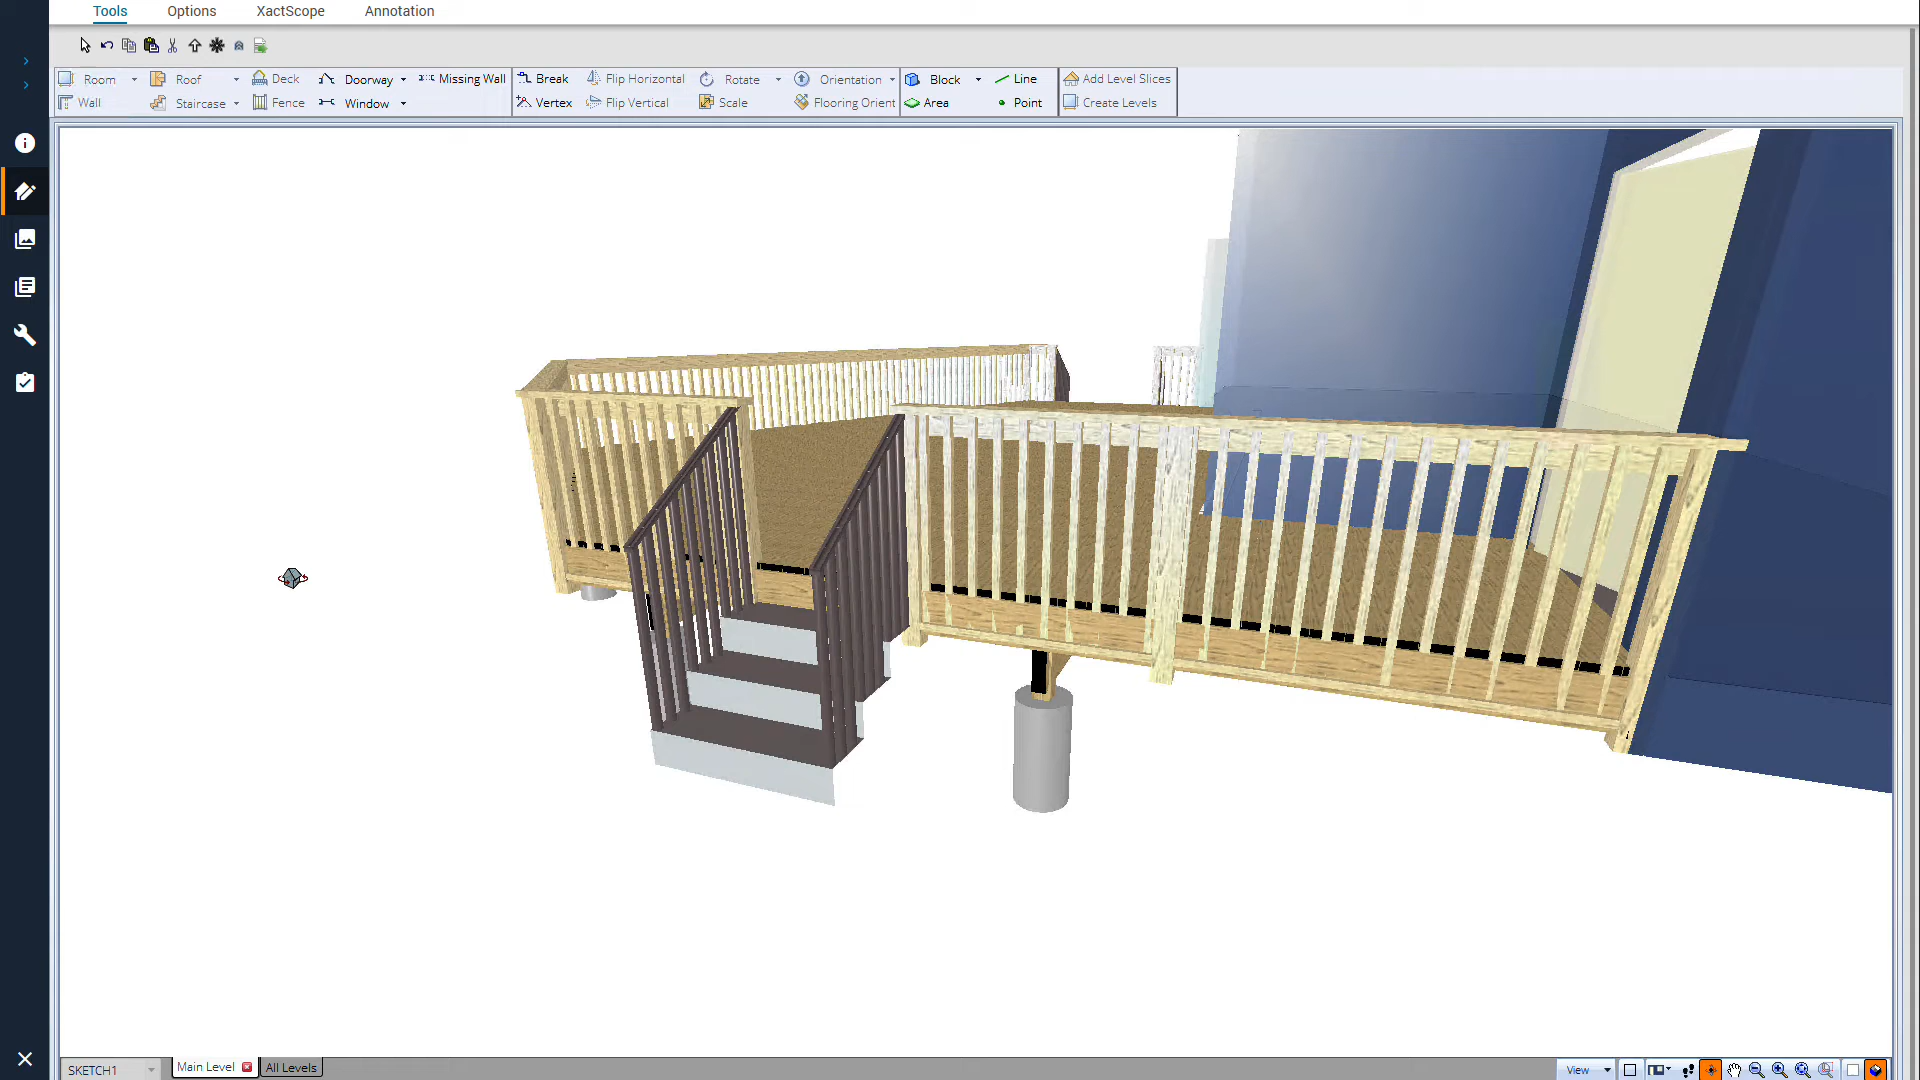 Tools Options XactScope Annotation
Room Roof Deck Doorway Missing Wall Break Flip Horizontal Rotate Orientation Block Line Add Level Slices
Wall Staircase Fence Window Vertex Flip Vertical Scale Flooring Orient Area Point Create Levels
SKETCH1 Main Level All Levels View